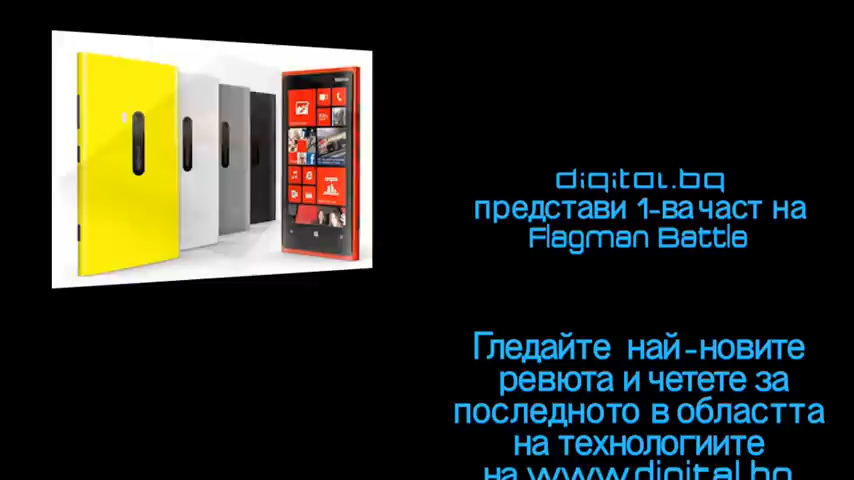 digital.bg
представи 1-ва част на
Flagman Battle
Гледайте най-новите
ревюта и четете за
последното в областта
на технологиите
на www.digital.bg